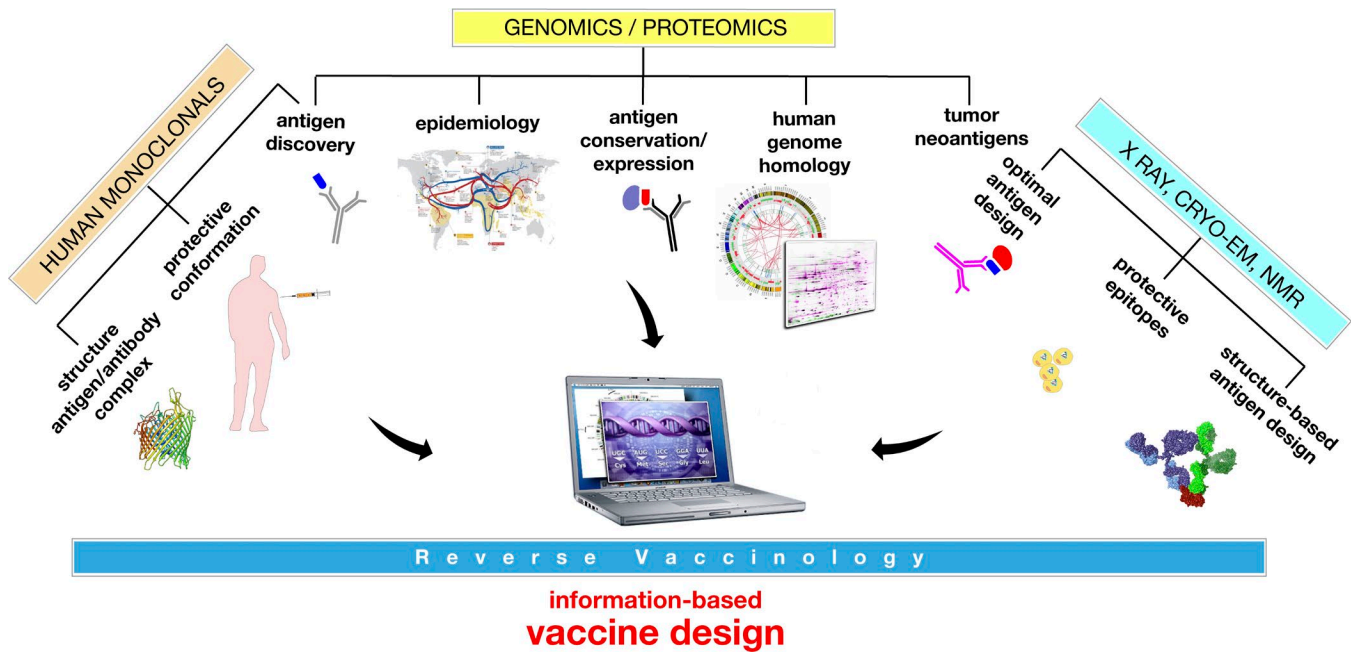 GENOMICS / PROTEOMICS
HUMAN MONOCLONALS
protective
conformation
structure
antigen/antibody
complex
antigen
discovery
epidemiology
antigen
conservation/
expression
human
genome
homology
tumor
neoantigens
X RAY, CRYO-EM, NMR
optimal
antigen
design
protective
epitopes
structure-based
antigen design
UGC AUG UCC GGA UUA
Cys Met Ser Gly Leu
Reverse Vaccinology
information-based
vaccine design